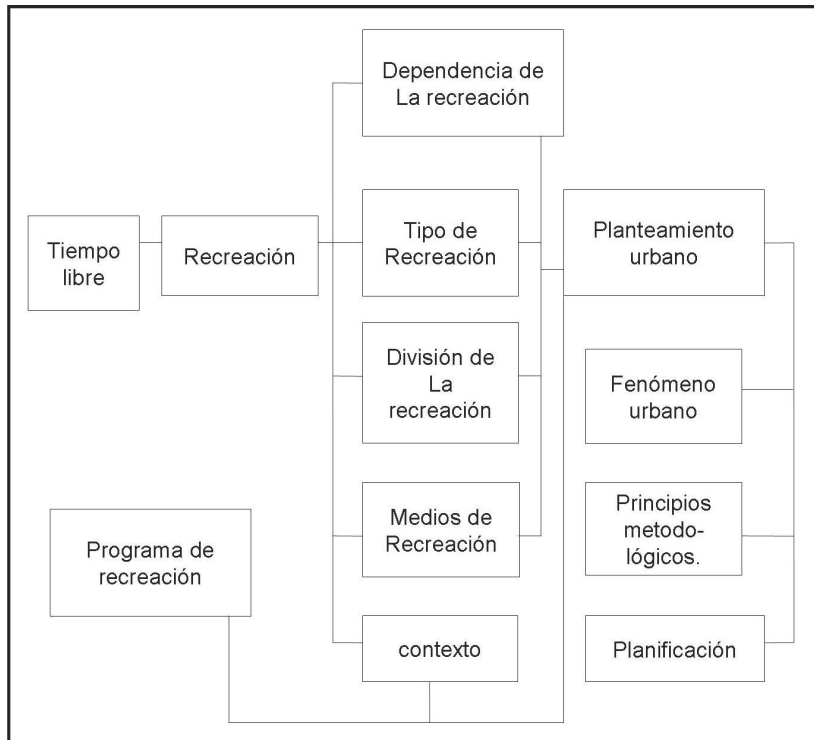 Tiempo
libre
Recreación
Dependencia de
La recreación
Tipo de
Recreación
División de
La
recreación
Medios de
Recreación
contexto
Planteamiento
urbano
Fenómeno
urbano
Principios
metodo-
lógicos.
Planificación
Programa de
recreación